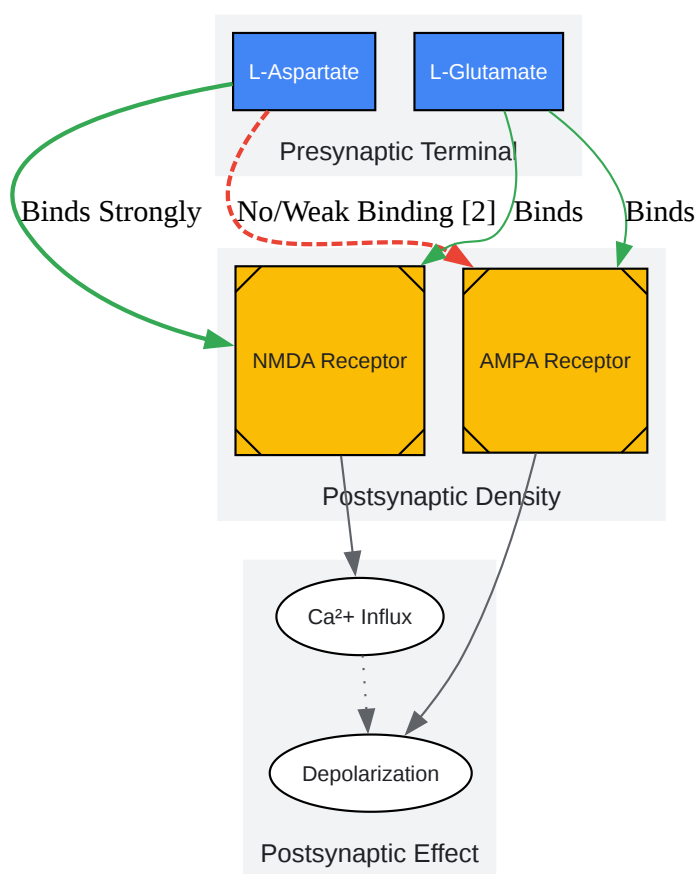 L-Aspartate
L-Glutamate
Presynaptic Terminal
Binds Strongly
No/Weak Binding [2]
Binds
Binds
NMDA Receptor
AMPA Receptor
Postsynaptic Density
Ca²+ Influx
Depolarization
Postsynaptic Effect